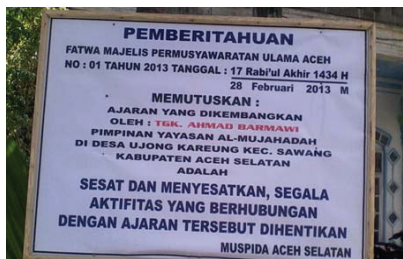 PEMBERITAHUAN
FATWA MAJELIS PERMUSYAWARATAN ULAMA ACEH
NO : 01 TAHUN 2013 TANGGAL : 17 Rabi'ul Akhir 1434 H
28 Februari 2013 M
MEMUTUSKAN :
AJARAN YANG DIKEMBANGKAN
OLEH : TGK. AHMAD BARMAWI
PIMPINAN YAYASAN AL-MUJAHADAH
DI DESA UJONG KAREUNG KEC. SAWANG
KABUPATEN ACEH SELATAN
ADALAH
SESAT DAN MENYESATKAN, SEGALA
AKTIFITAS YANG BERHUBUNGAN
DENGAN AJARAN TERSEBUT DIHENTIKAN
MUSPIDA ACEH SELATAN